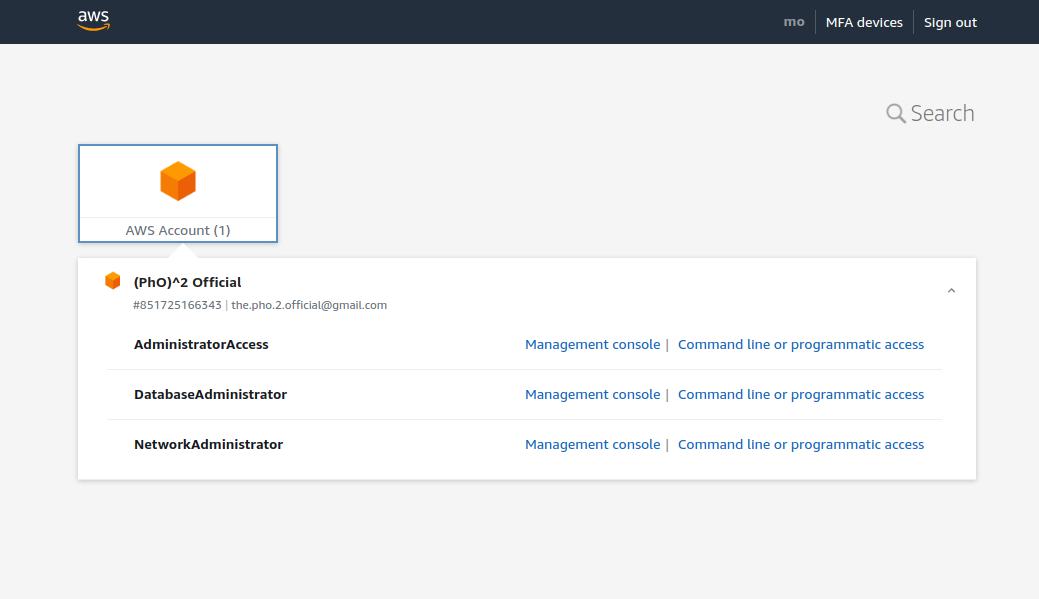 aws
mo MFA devices Sign out
Search
AWS Account (1)
(PhO)^2 Official
#851725166343 | the.pho.2.official@gmail.com
AdministratorAccess Management console | Command line or programmatic access
DatabaseAdministrator Management console | Command line or programmatic access
NetworkAdministrator Management console | Command line or programmatic access